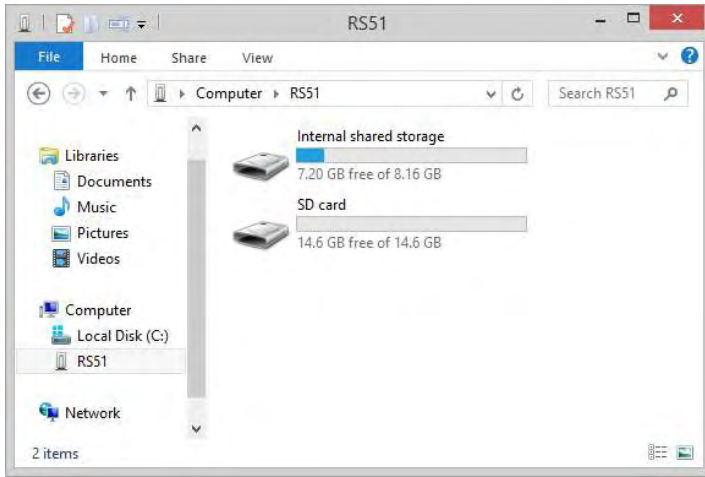 RS51
File Home Share View
Computer RS51 Search RS51
Libraries
Documents
Music
Pictures
Videos
Computer
Local Disk (C:)
RS51
Network
Internal shared storage
7.20 GB free of 8.16 GB
SD card
14.6 GB free of 14.6 GB
2 items